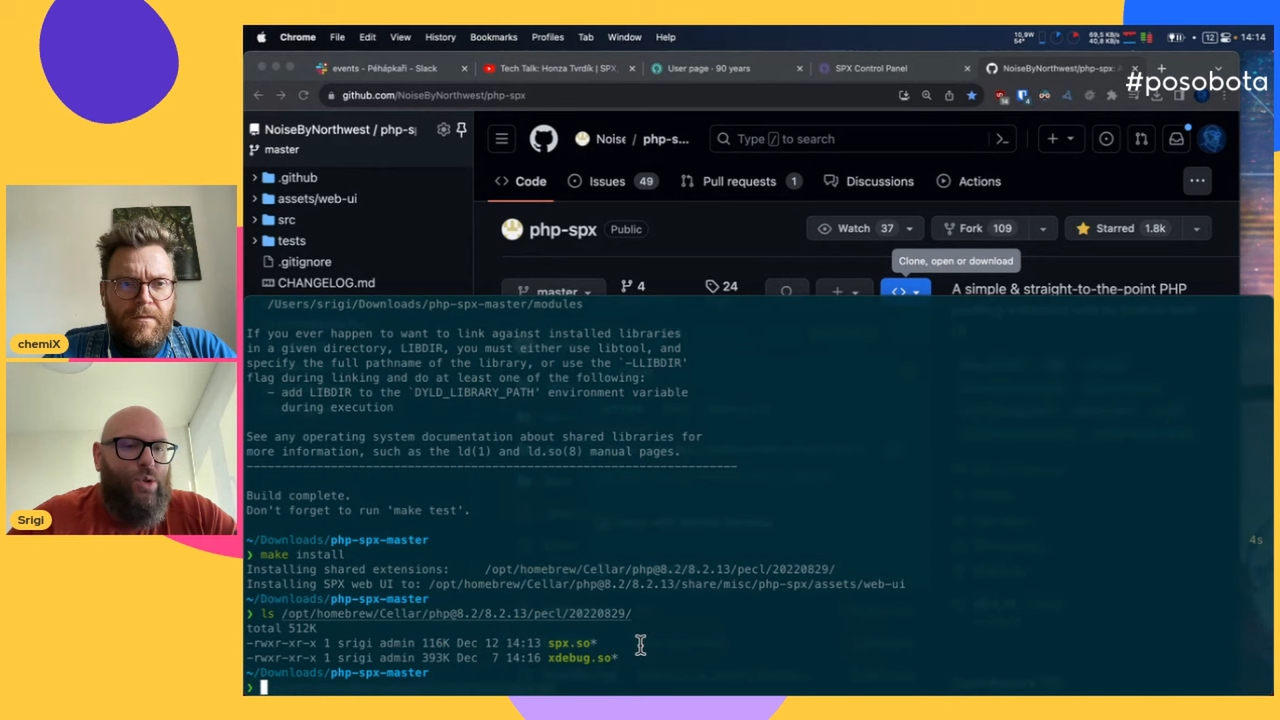 Chrome File Edit View History Bookmarks Profiles Tab Window Help
12 14:14
events - Péhápkaři - Slack
Tech Talk: Honza Tvrdík | SPX
User page - 90 years
SPX Control Panel
NoiseByNorthwest/php-spx: A
#posobota
github.com/NoiseByNorthwest/php-spx
NoiseByNorthwest / php-s
master
Noise / php-s...
Type / to search
.github
assets/web-ui
src
tests
.gitignore
CHANGELOG.md
Code
Issues 49
Pull requests 1
Discussions
Actions
php-spx Public
Watch 37
Fork 109
Starred 1.8k
Clone, open or download
master
4
24
A simple & straight-to-the-point PHP
/Users/srigi/Downloads/php-spx-master/modules
If you ever happen to want to link against installed libraries
in a given directory, LIBDIR, you must either use libtool, and
specify the full pathname of the library, or use the `-LLIBDIR'
flag during linking and do at least one of the following:
- add LIBDIR to the `DYLD_LIBRARY_PATH' environment variable
during execution
See any operating system documentation about shared libraries for
more information, such as the ld(1) and ld.so(8) manual pages.
----------------------------------------------------------------------
Build complete.
Don't forget to run 'make test'.
~/Downloads/php-spx-master
❯ make install
Installing shared extensions: /opt/homebrew/Cellar/php@8.2/8.2.13/pecl/20220829/
Installing SPX web UI to: /opt/homebrew/Cellar/php@8.2/8.2.13/share/misc/php-spx/assets/web-ui
~/Downloads/php-spx-master
❯ ls /opt/homebrew/Cellar/php@8.2/8.2.13/pecl/20220829/
total 512K
-rwxr-xr-x 1 srigi admin 116K Dec 12 14:13 spx.so*
-rwxr-xr-x 1 srigi admin 393K Dec 7 14:16 xdebug.so*
~/Downloads/php-spx-master
❯
4s
chemiX
Srigi